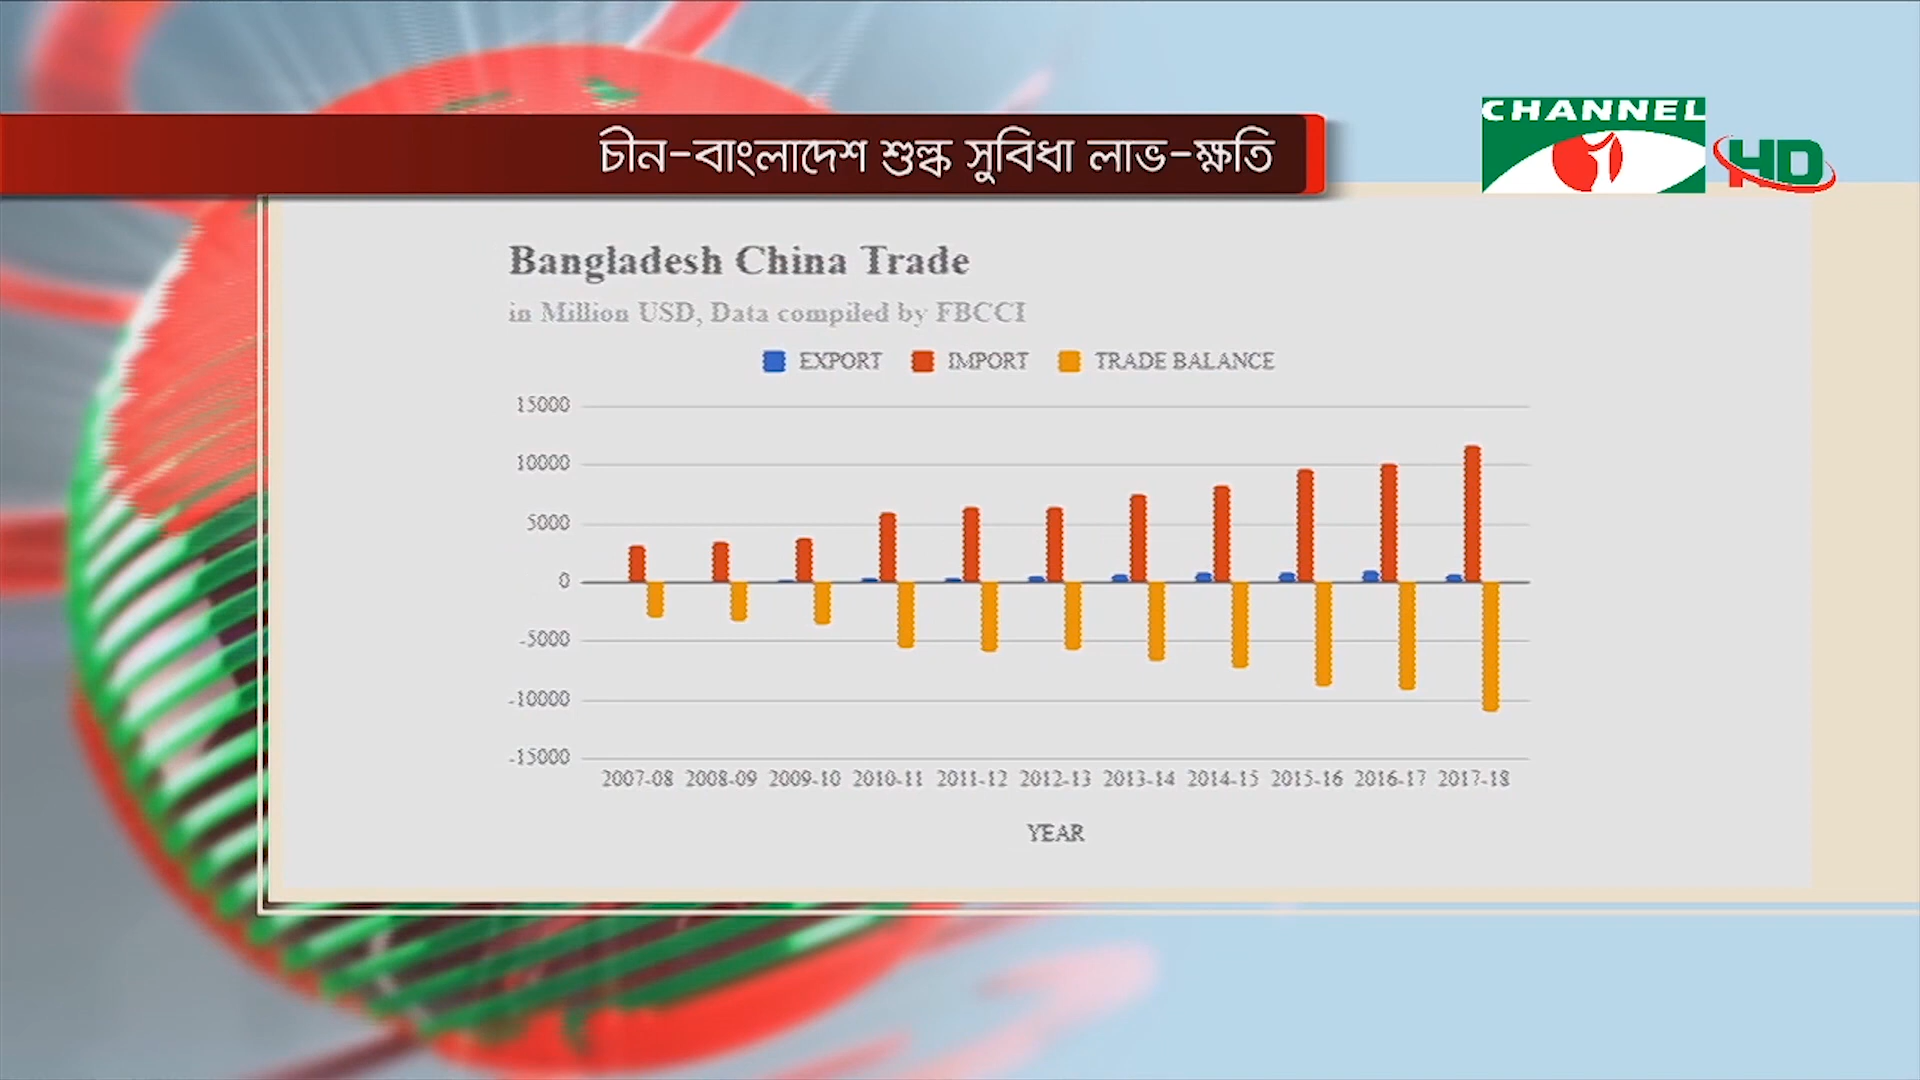 চীন-বাংলাদেশ শুল্ক সুবিধা লাভ-ক্ষতি
CHANNEL
HD
Bangladesh China Trade
in Million USD, Data compiled by FBCCI
EXPORT IMPORT TRADE BALANCE
15000
10000
5000
0
-5000
-10000
-15000
2007-08 2008-09 2009-10 2010-11 2011-12 2012-13 2013-14 2014-15 2015-16 2016-17 2017-18
YEAR